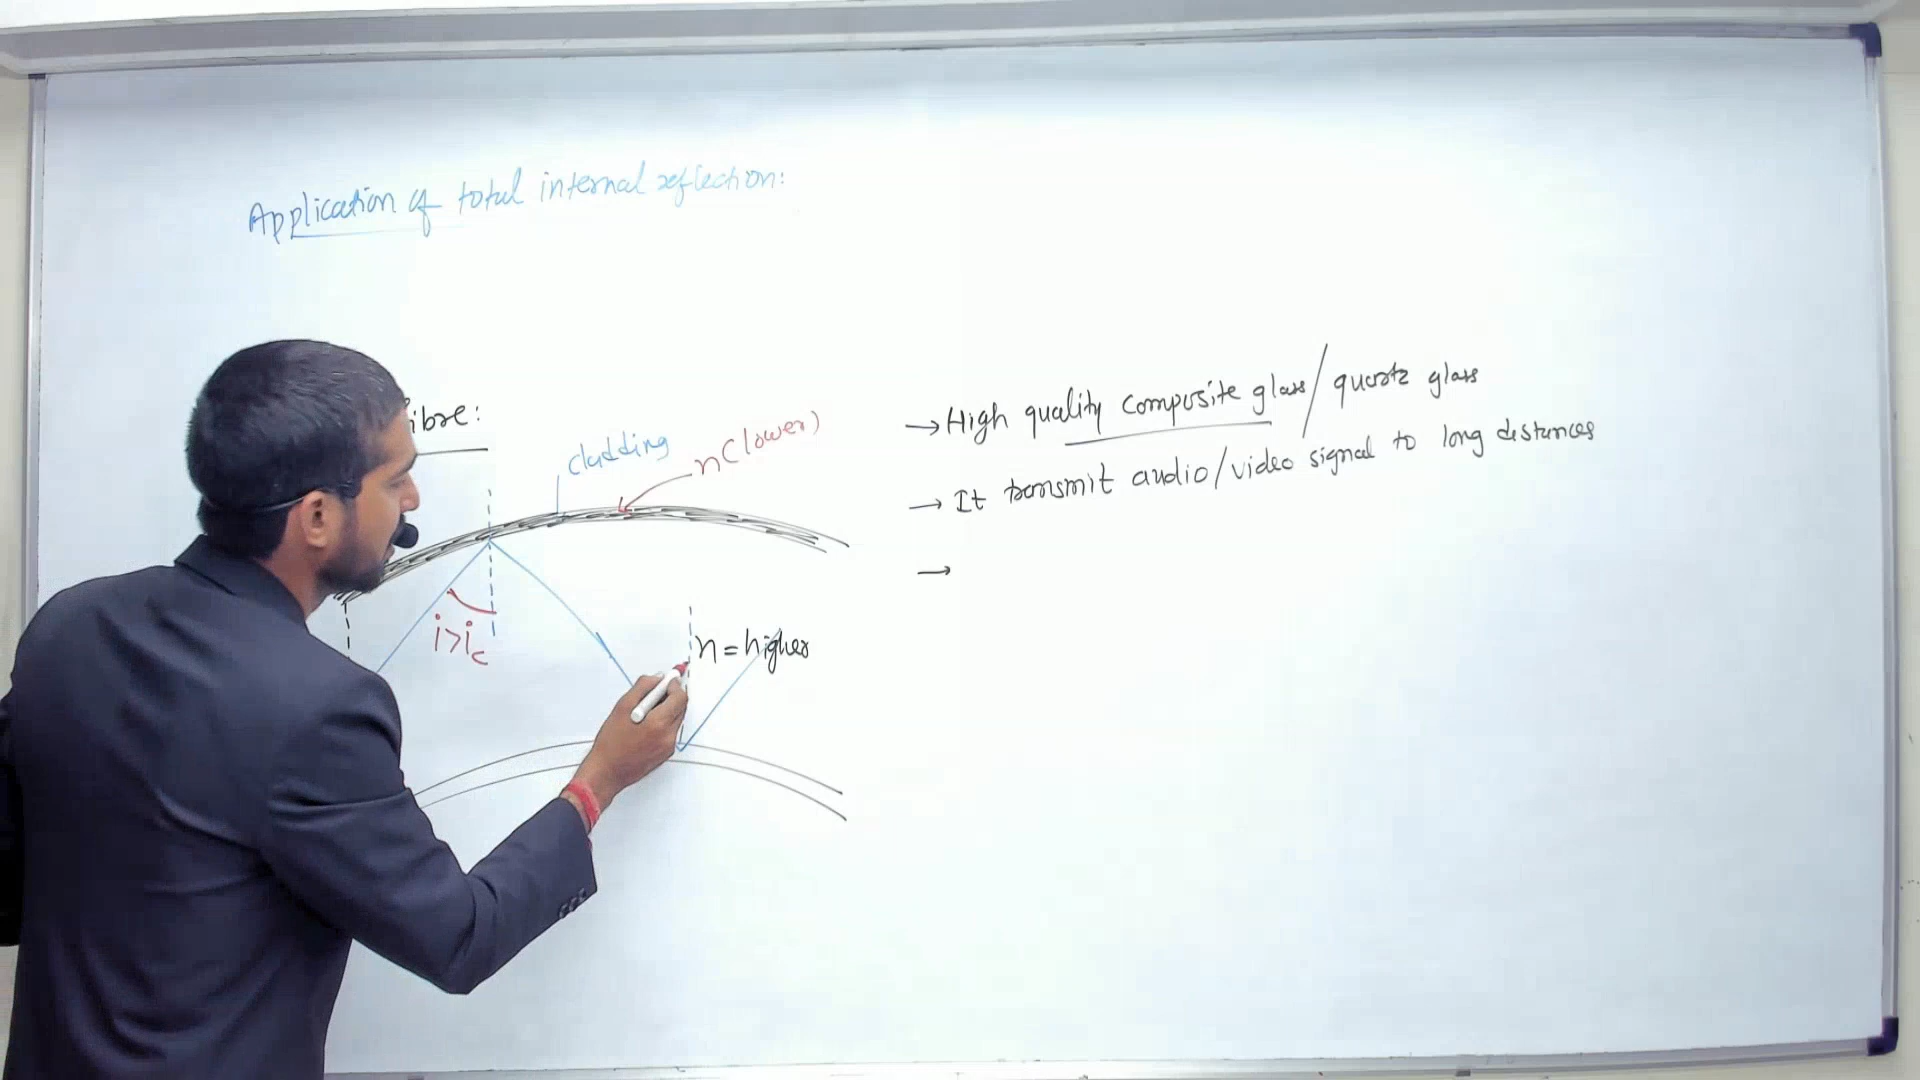 Application of total internal reflection:
ibre:
cladding
n(lower)
i>ic
n=higher
→High quality composite glass/quartz glass
→ It transmit audio/video signal to long distances
→